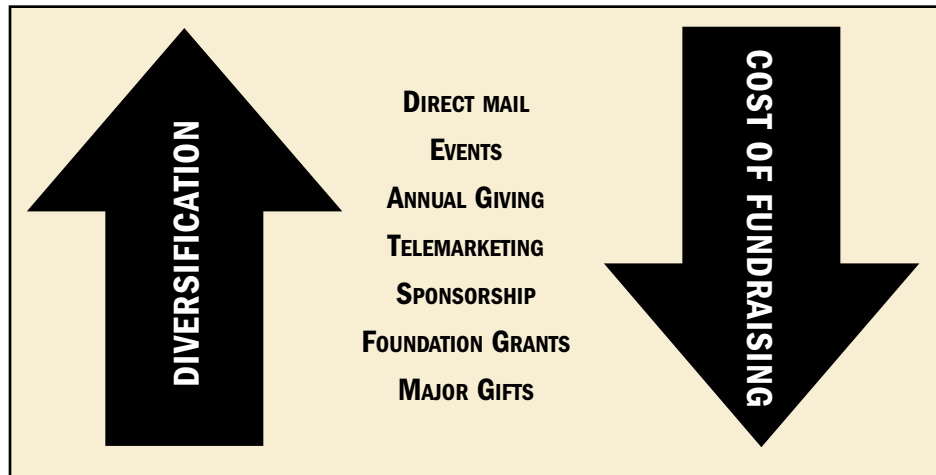 DIVERSIFICATION
DIRECT MAIL
EVENTS
ANNUAL GIVING
TELEMARKETING
SPONSORSHIP
FOUNDATION GRANTS
MAJOR GIFTS
COST OF FUNDRAISING